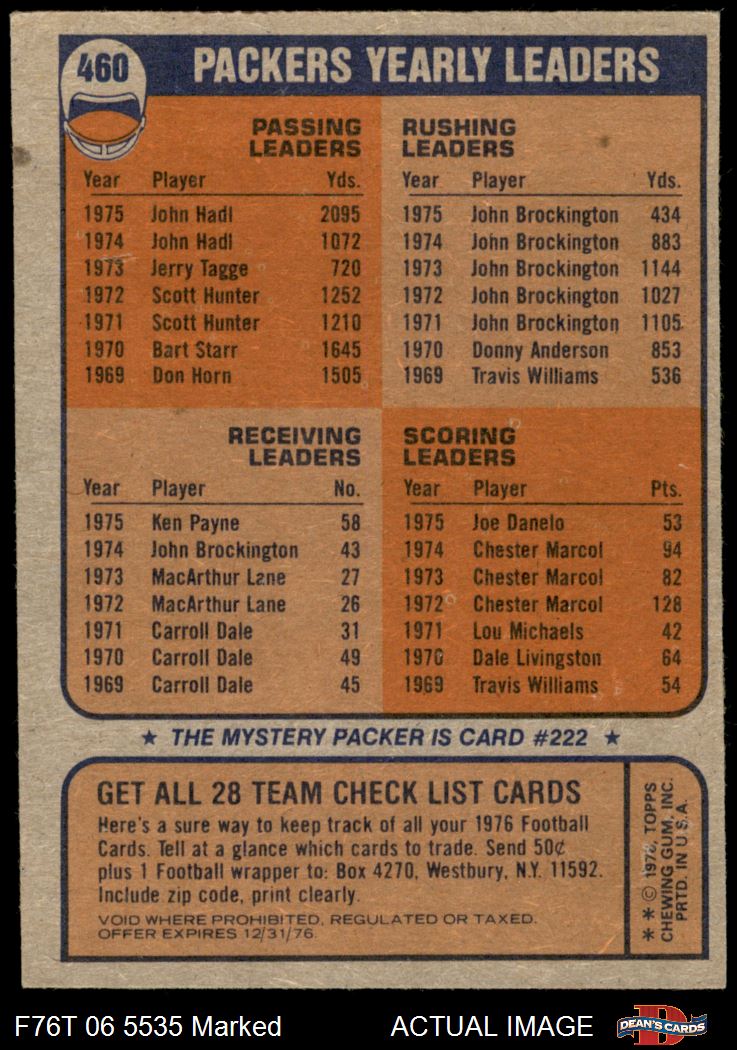 460
PACKERS YEARLY LEADERS
PASSING
LEADERS
Year Player Yds.
1975 John Hadl 2095
1974 John Hadl 1072
1973 Jerry Tagge 720
1972 Scott Hunter 1252
1971 Scott Hunter 1210
1970 Bart Starr 1645
1969 Don Horn 1505
RUSHING
LEADERS
Year Player Yds.
1975 John Brockington 434
1974 John Brockington 883
1973 John Brockington 1144
1972 John Brockington 1027
1971 John Brockington 1105
1970 Donny Anderson 853
1969 Travis Williams 536
RECEIVING
LEADERS
Year Player No.
1975 Ken Payne 58
1974 John Brockington 43
1973 MacArthur Lane 27
1972 MacArthur Lane 26
1971 Carroll Dale 31
1970 Carroll Dale 49
1969 Carroll Dale 45
SCORING
LEADERS
Year Player Pts.
1975 Joe Danelo 53
1974 Chester Marcol 94
1973 Chester Marcol 82
1972 Chester Marcol 128
1971 Lou Michaels 42
1970 Dale Livingston 64
1969 Travis Williams 54
★ THE MYSTERY PACKER IS CARD #222 ★
GET ALL 28 TEAM CHECK LIST CARDS
Here's a sure way to keep track of all your 1976 Football
Cards. Tell at a glance which cards to trade. Send 50¢
plus 1 Football wrapper to: Box 4270, Westbury, N.Y. 11592.
Include zip code, print clearly.
VOID WHERE PROHIBITED, REGULATED OR TAXED.
OFFER EXPIRES 12/31/76.
* * © 1976, TOPPS
CHEWING GUM, INC.
PRTD. IN U.S.A.
F76T 06 5535 Marked
ACTUAL IMAGE
D
DEAN'S CARDS